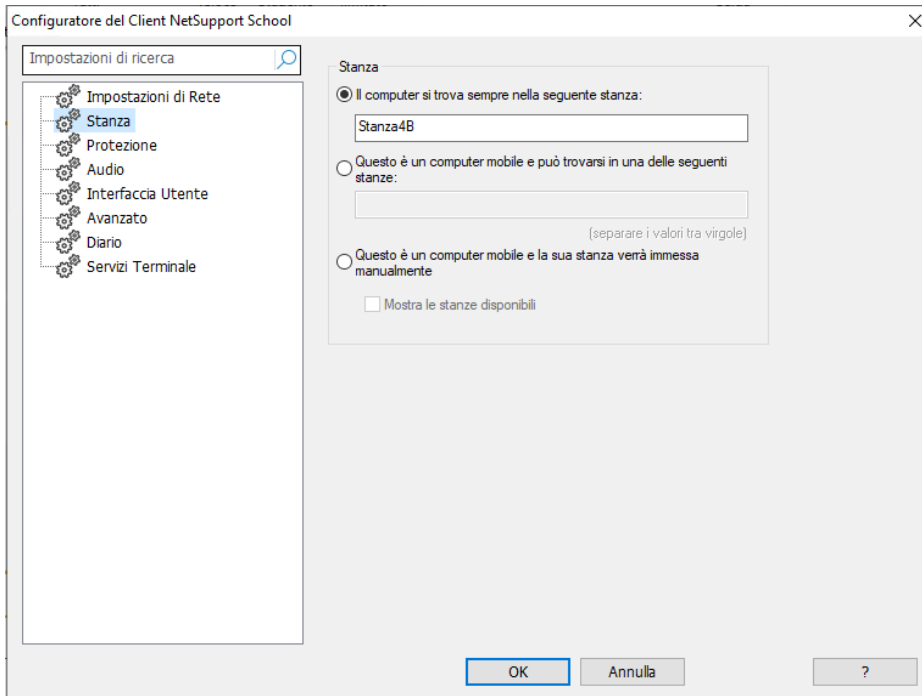 Configuratore del Client NetSupport School
Impostazioni di ricerca
Impostazioni di Rete
Stanza
Protezione
Audio
Interfaccia Utente
Avanzato
Diario
Servizi Terminale
Stanza
Il computer si trova sempre nella seguente stanza:
Stanza4B
Questo è un computer mobile e può trovarsi in una delle seguenti
stanze:
(separare i valori tra virgole)
Questo è un computer mobile e la sua stanza verrà immessa
manualmente
Mostra le stanze disponibili
OK
Annulla
?